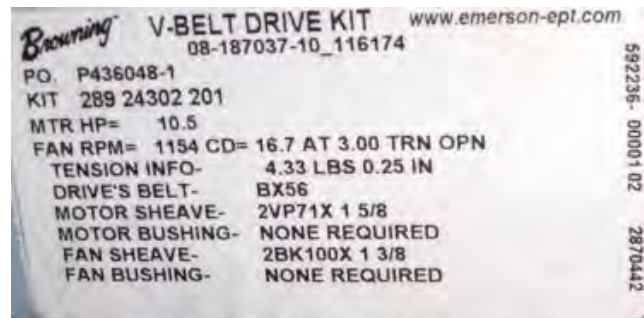 Browning V-BELT DRIVE KIT www.emerson-ept.com
08-187037-10_116174
PO. P436048-1
KIT 289 24302 201
MTR HP= 10.5
FAN RPM= 1154 CD= 16.7 AT 3.00 TRN OPN
TENSION INFO- 4.33 LBS 0.25 IN
DRIVE'S BELT- BX56
MOTOR SHEAVE- 2VP71X 1 5/8
MOTOR BUSHING- NONE REQUIRED
FAN SHEAVE- 2BK100X 1 3/8
FAN BUSHING- NONE REQUIRED
592236- 00001 02 2870442